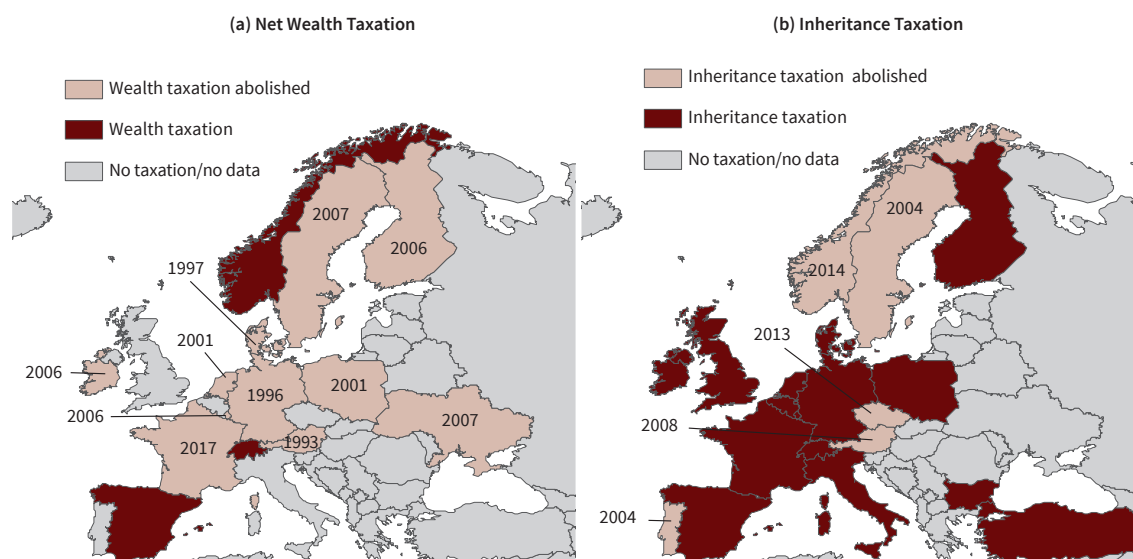 (a) Net Wealth Taxation
Wealth taxation abolished
Wealth taxation
No taxation/no data
2007
2006
1997
2001
2006
1996
2001
2006
2007
1993
2017
(b) Inheritance Taxation
Inheritance taxation abolished
Inheritance taxation
No taxation/no data
2004
2014
2013
2008
2004